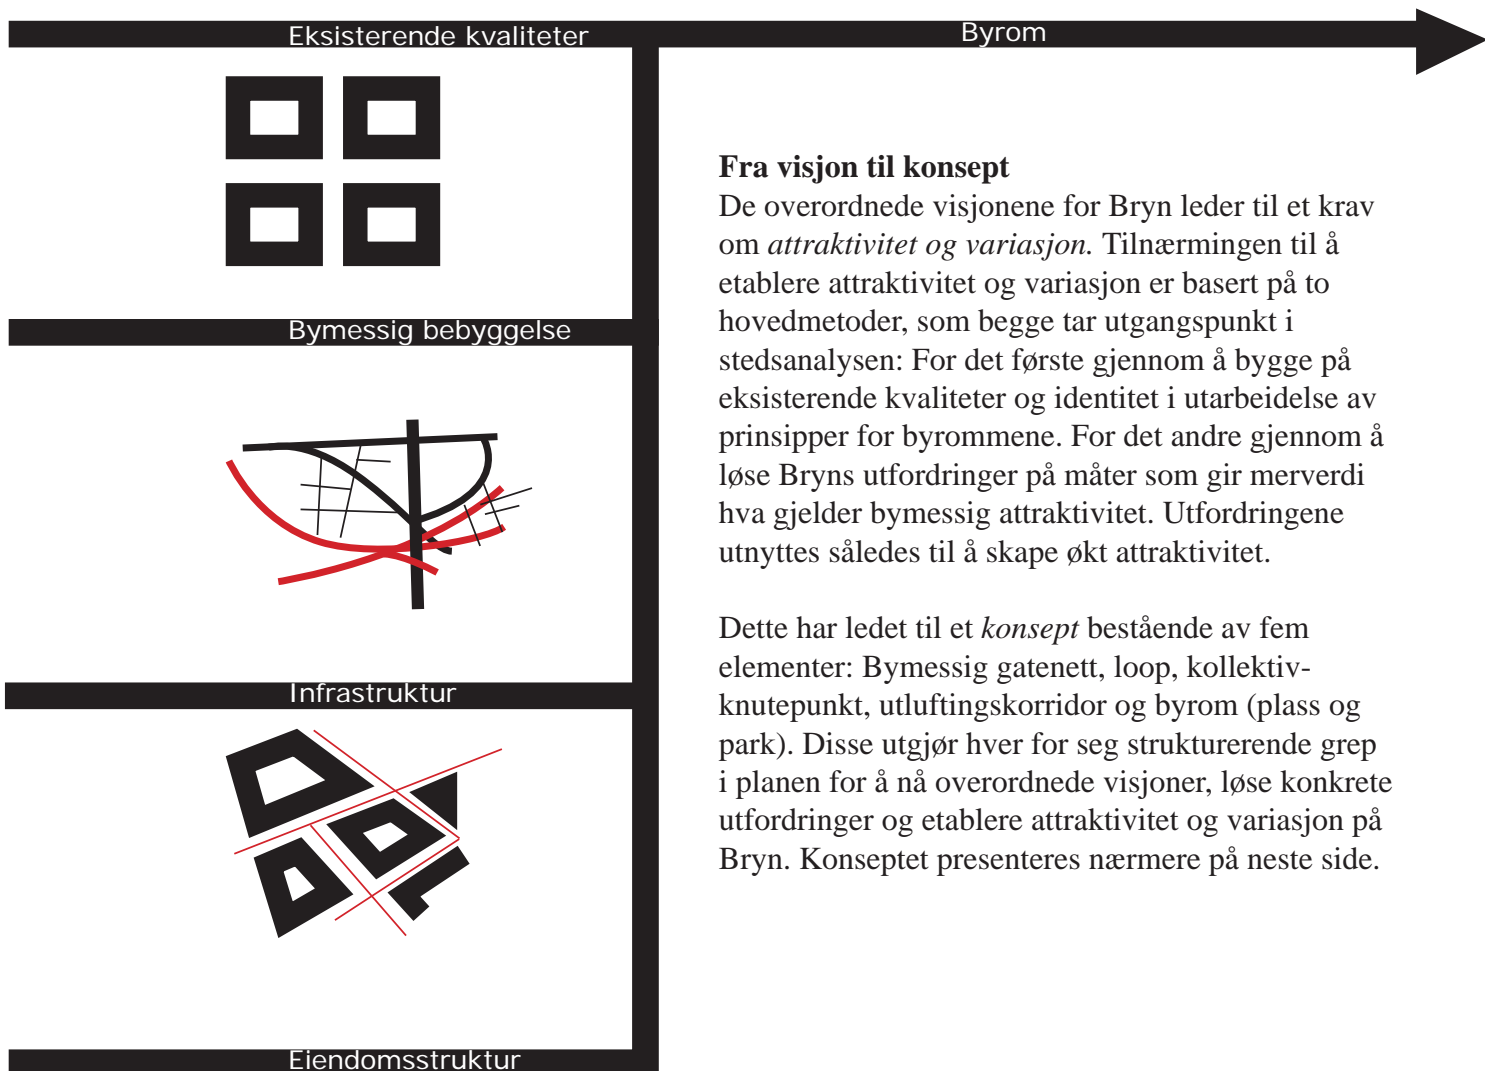 Eksisterende kvaliteter
Byrom
Bymessig bebyggelse
Infrastruktur
Eiendomsstruktur
Fra visjon til konsept
De overordnede visjonene for Bryn leder til et krav
om attraktivitet og variasjon. Tilnærmingen til å
etablere attraktivitet og variasjon er basert på to
hovedmetoder, som begge tar utgangspunkt i
stedsanalysen: For det første gjennom å bygge på
eksisterende kvaliteter og identitet i utarbeidelse av
prinsipper for byrommene. For det andre gjennom å
løse Bryns utfordringer på måter som gir merverdi
hva gjelder bymessig attraktivitet. Utfordringene
utnyttes således til å skape økt attraktivitet.
Dette har ledet til et konsept bestående av fem
elementer: Bymessig gatenett, loop, kollektiv-
knutepunkt, utluftingskorridor og byrom (plass og
park). Disse utgjør hver for seg strukturerende grep
i planen for å nå overordnede visjoner, løse konkrete
utfordringer og etablere attraktivitet og variasjon på
Bryn. Konseptet presenteres nærmere på neste side.